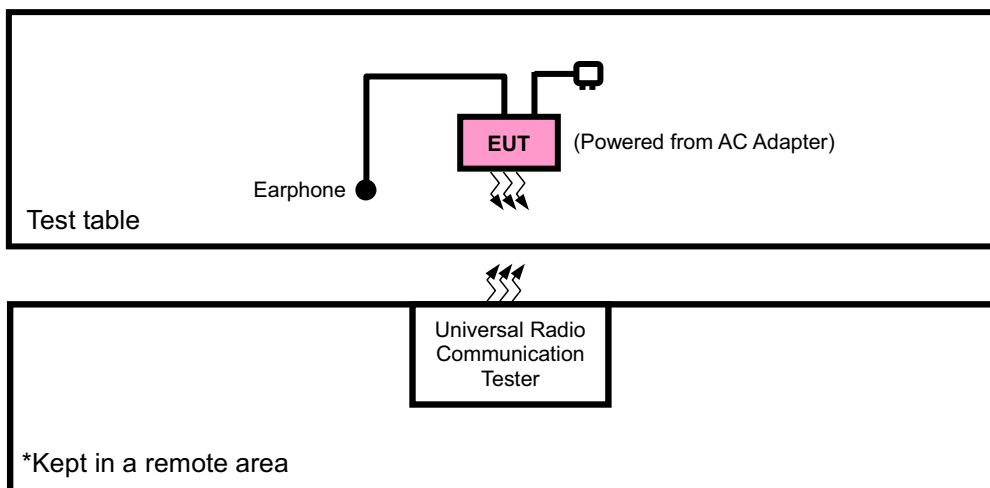 EUT
(Powered from AC Adapter)
Earphone
Test table
Universal Radio
Communication
Tester
*Kept in a remote area